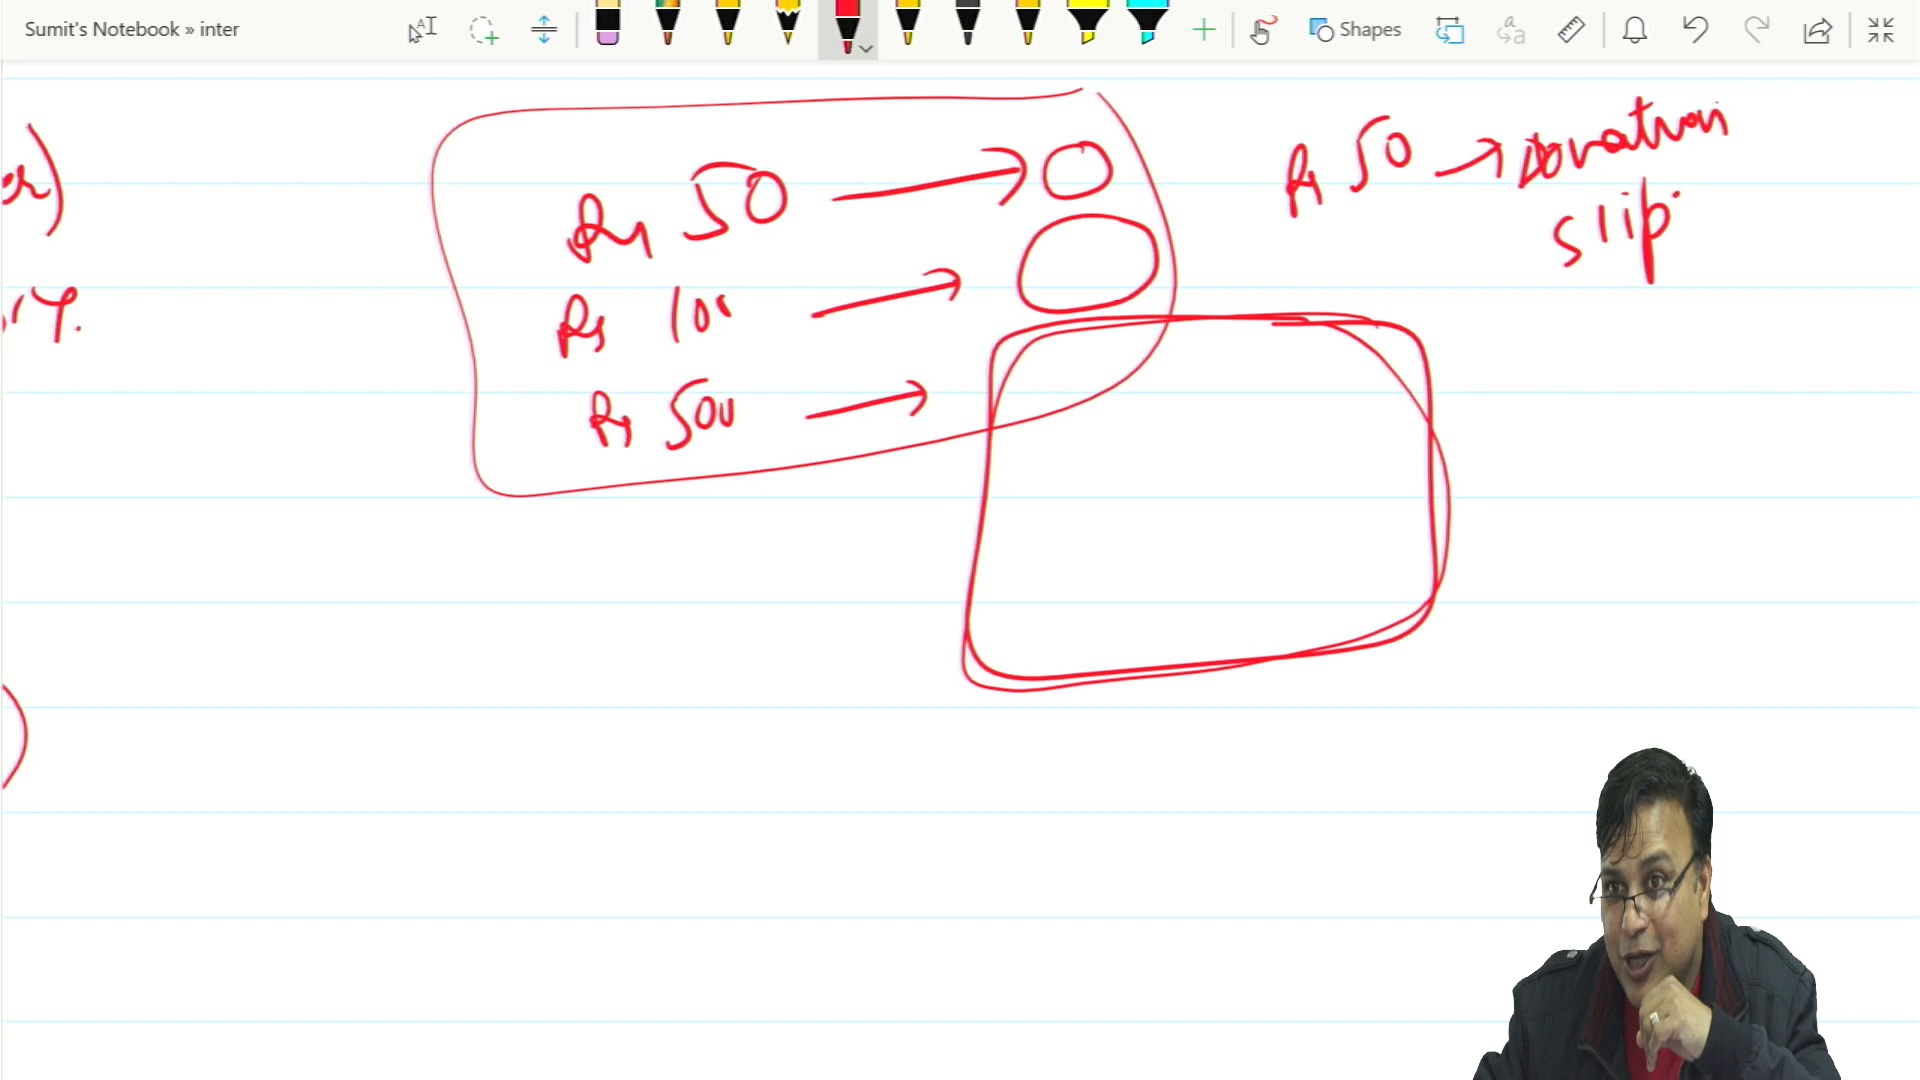 Sumit's Notebook » inter
Shapes
Rs 50 → Donation
slip
Rs 50 →
Rs 100 →
Rs 500 →